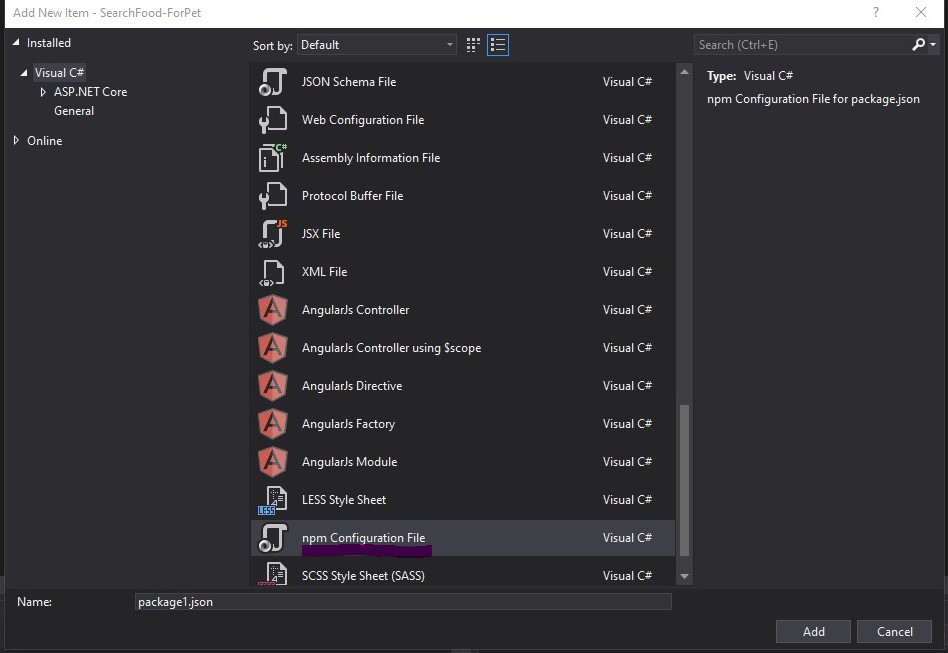 Add New Item - SearchFood-ForPet
?
Installed
Visual C#
ASP.NET Core
General
Online
Sort by: Default
Search (Ctrl+E)
JSON Schema File Visual C#
Web Configuration File Visual C#
C#
Assembly Information File Visual C#
Protocol Buffer File Visual C#
JS
JSX File Visual C#
XML File Visual C#
AngularJs Controller Visual C#
AngularJs Controller using $scope Visual C#
AngularJs Directive Visual C#
AngularJs Factory Visual C#
AngularJs Module Visual C#
LESS
LESS Style Sheet Visual C#
npm Configuration File Visual C#
SCSS Style Sheet (SASS) Visual C#
Type: Visual C#
npm Configuration File for package.json
Name: package1.json
Add Cancel